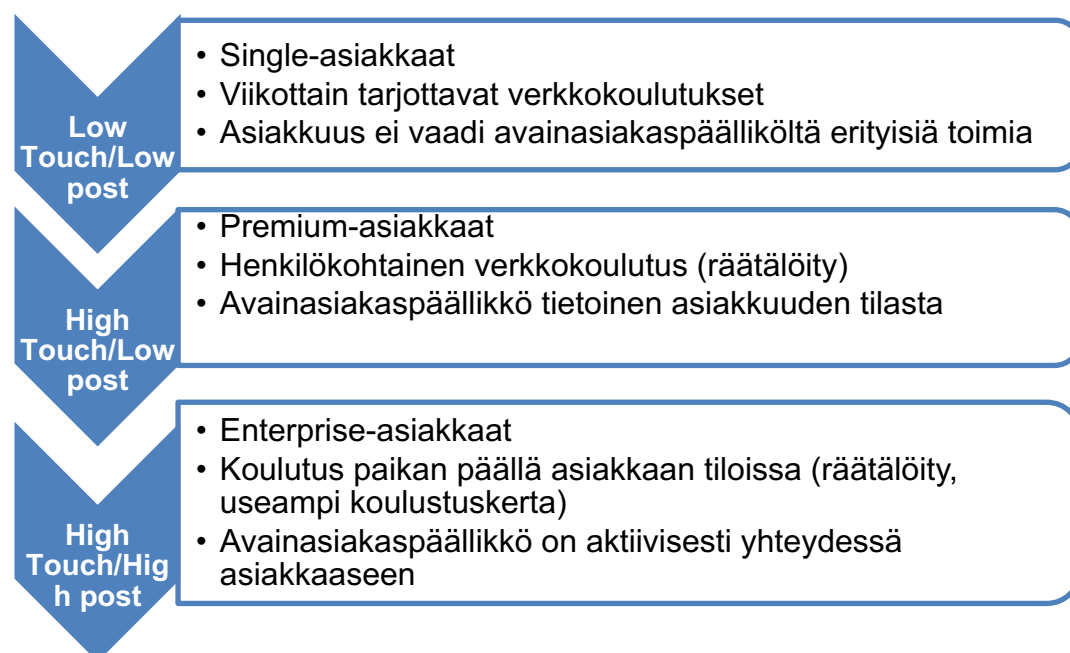 Low
Touch/Low
post
• Single-asiakkaat
• Viikottain tarjottavat verkkokoulutukset
• Asiakkuus ei vaadi avainasiakaspäälliköltä erityisiä toimia
High
Touch/Low
post
• Premium-asiakkaat
• Henkilökohtainen verkkokoulutus (räätälöity)
• Avainasiakaspäällikkö tietoinen asiakkuuden tilasta
High
Touch/Hig
h post
• Enterprise-asiakkaat
• Koulutus paikan päällä asiakkaan tiloissa (räätälöity,
useampi koulustuskerta)
• Avainasiakaspäällikkö on aktiivisesti yhteydessä
asiakkaaseen